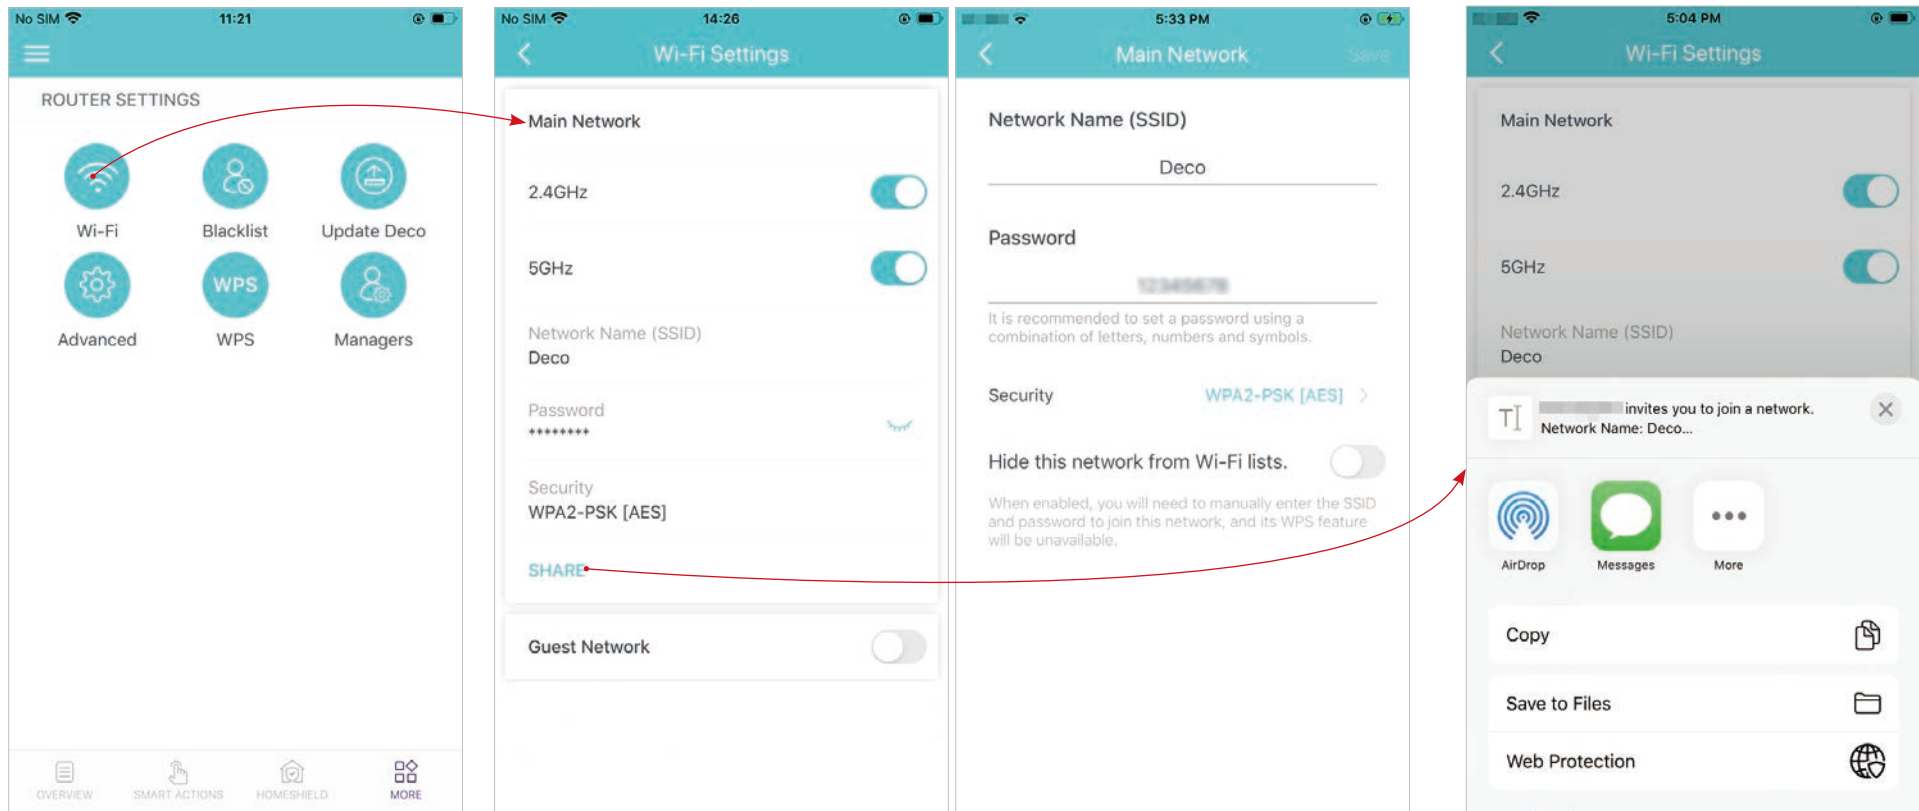 No SIM 11:21
ROUTER SETTINGS
Wi-Fi Blacklist Update Deco
WPS
Advanced WPS Managers
OVERVIEW SMART ACTIONS HOMESHIELD MORE
No SIM 14:26
Wi-Fi Settings
Main Network
2.4GHz
5GHz
Network Name (SSID)
Deco
Password
********
Security
WPA2-PSK [AES]
SHARE
Guest Network
5:33 PM
Main Network Save
Network Name (SSID)
Deco
Password
12345678
It is recommended to set a password using a
combination of letters, numbers and symbols.
Security WPA2-PSK [AES]
Hide this network from Wi-Fi lists.
When enabled, you will need to manually enter the SSID
and password to join this network, and its WPS feature
will be unavailable.
5:04 PM
Wi-Fi Settings
Main Network
2.4GHz
5GHz
Network Name (SSID)
Deco
invites you to join a network.
Network Name: Deco...
AirDrop Messages More
Copy
Save to Files
Web Protection